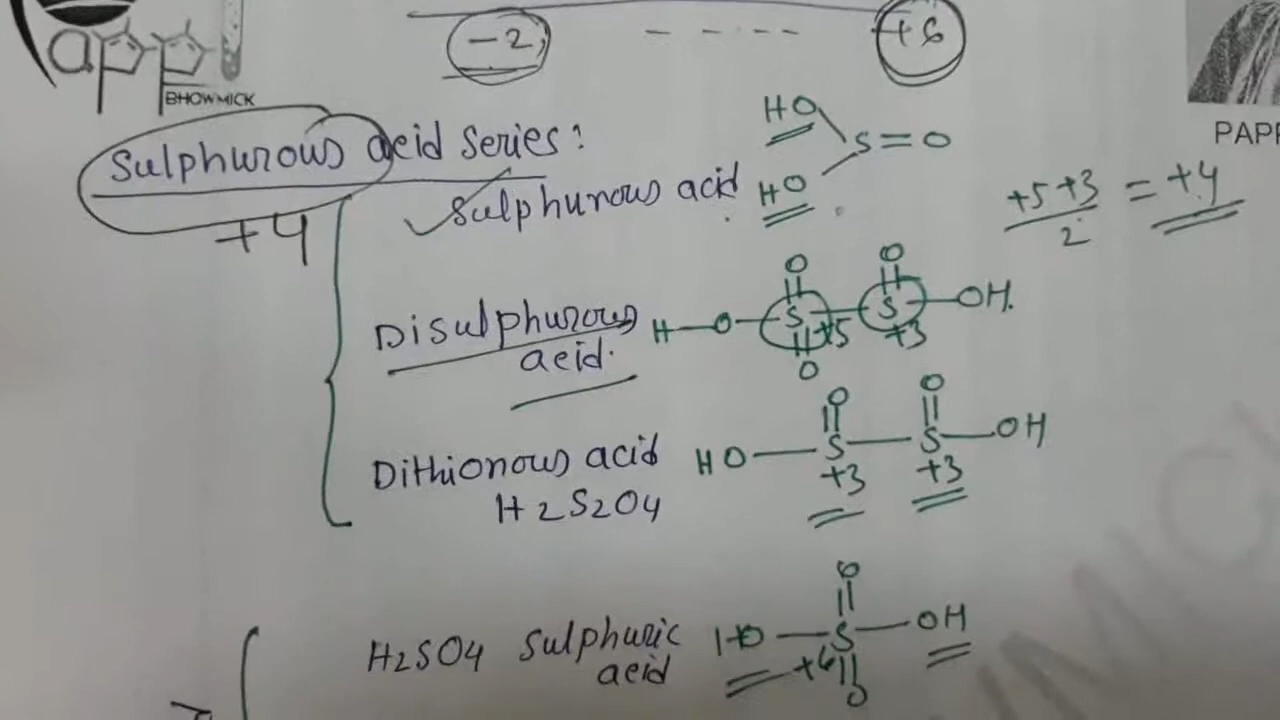 -2, - - - - - +6
ap
BHOWMICK
PAPP
Sulphurous acid series:
+4
Sulphurous acid
HO
S=O
HO
+5+3 = +4
2
Disulphurous
acid.
O O
H-O-S-S-OH.
+5 +3
O
Dithionous acid
H2S2O4
O O
HO-S-S-OH
+3 +3
H2SO4 Sulphuric
acid
O
HO-S-OH
+6
O